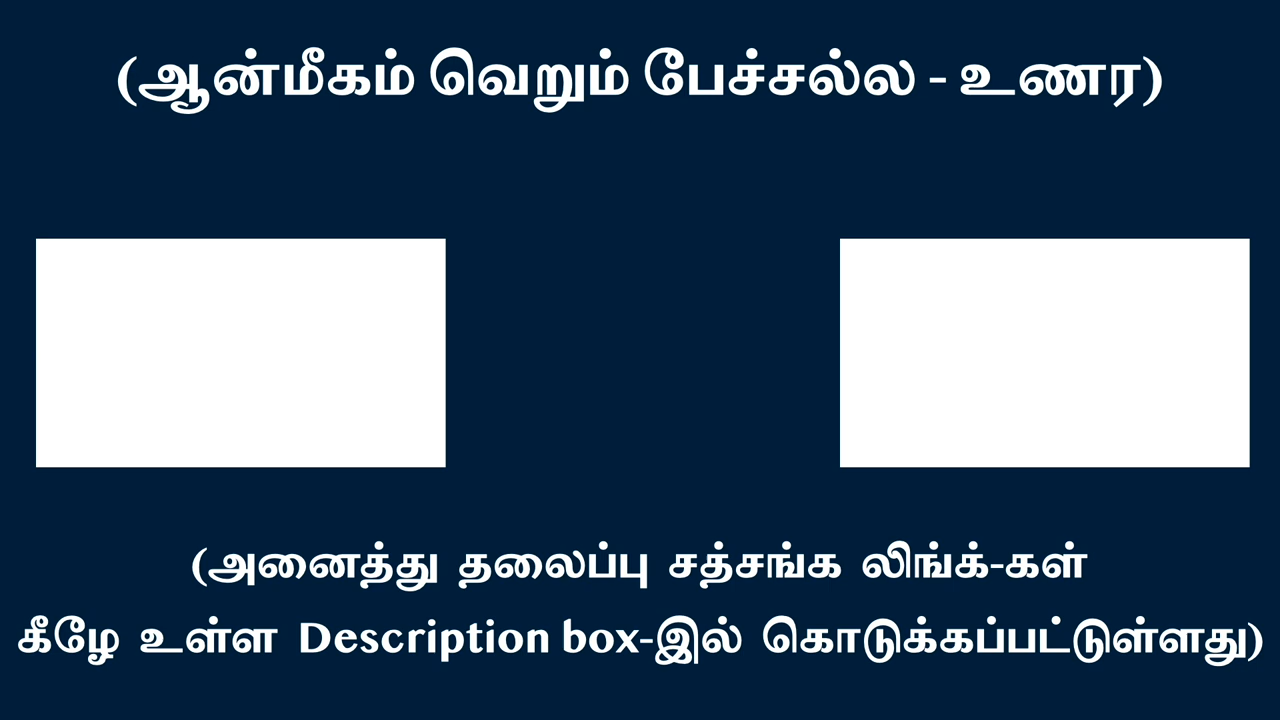 (ஆன்மீகம் வெறும் பேச்சல்ல - உணர)
(அனைத்து தலைப்பு சத்சங்க லிங்க்-கள்
கீழே உள்ள Description box-இல் கொடுக்கப்பட்டுள்ளது)